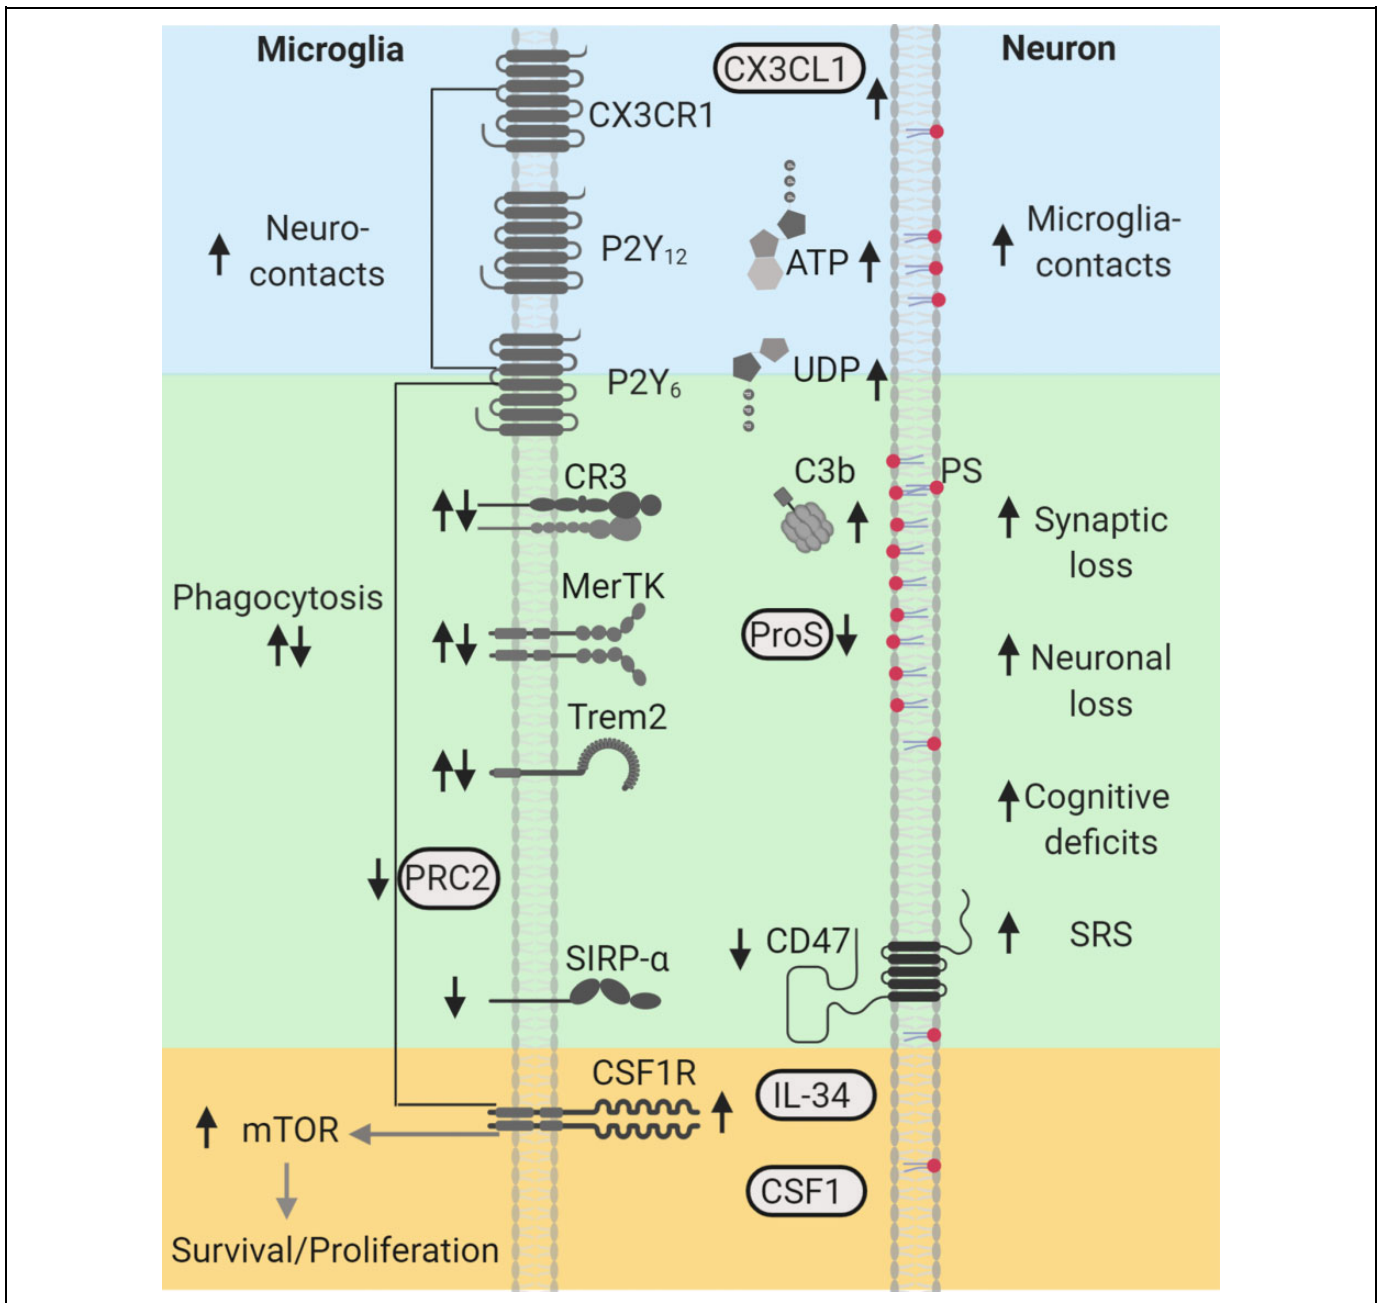 Microglia
Neuron
CX3CL1
CX3CR1
Neuro-
contacts
P2Y12
ATP
Microglia-
contacts
P2Y6
UDP
CR3
C3b
PS
Synaptic
loss
Phagocytosis
MerTK
ProS
Neuronal
loss
Trem2
Cognitive
deficits
PRC2
SIRP-α
CD47
SRS
CSF1R
IL-34
mTOR
CSF1
Survival/Proliferation